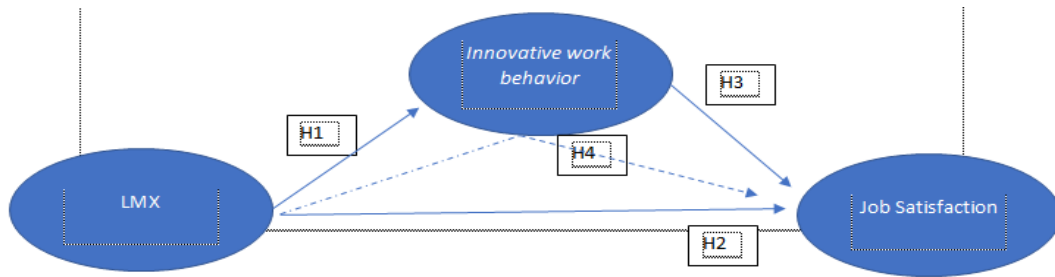 Innovative work
behavior
H3
H1
H4
LMX
Job Satisfaction
H2